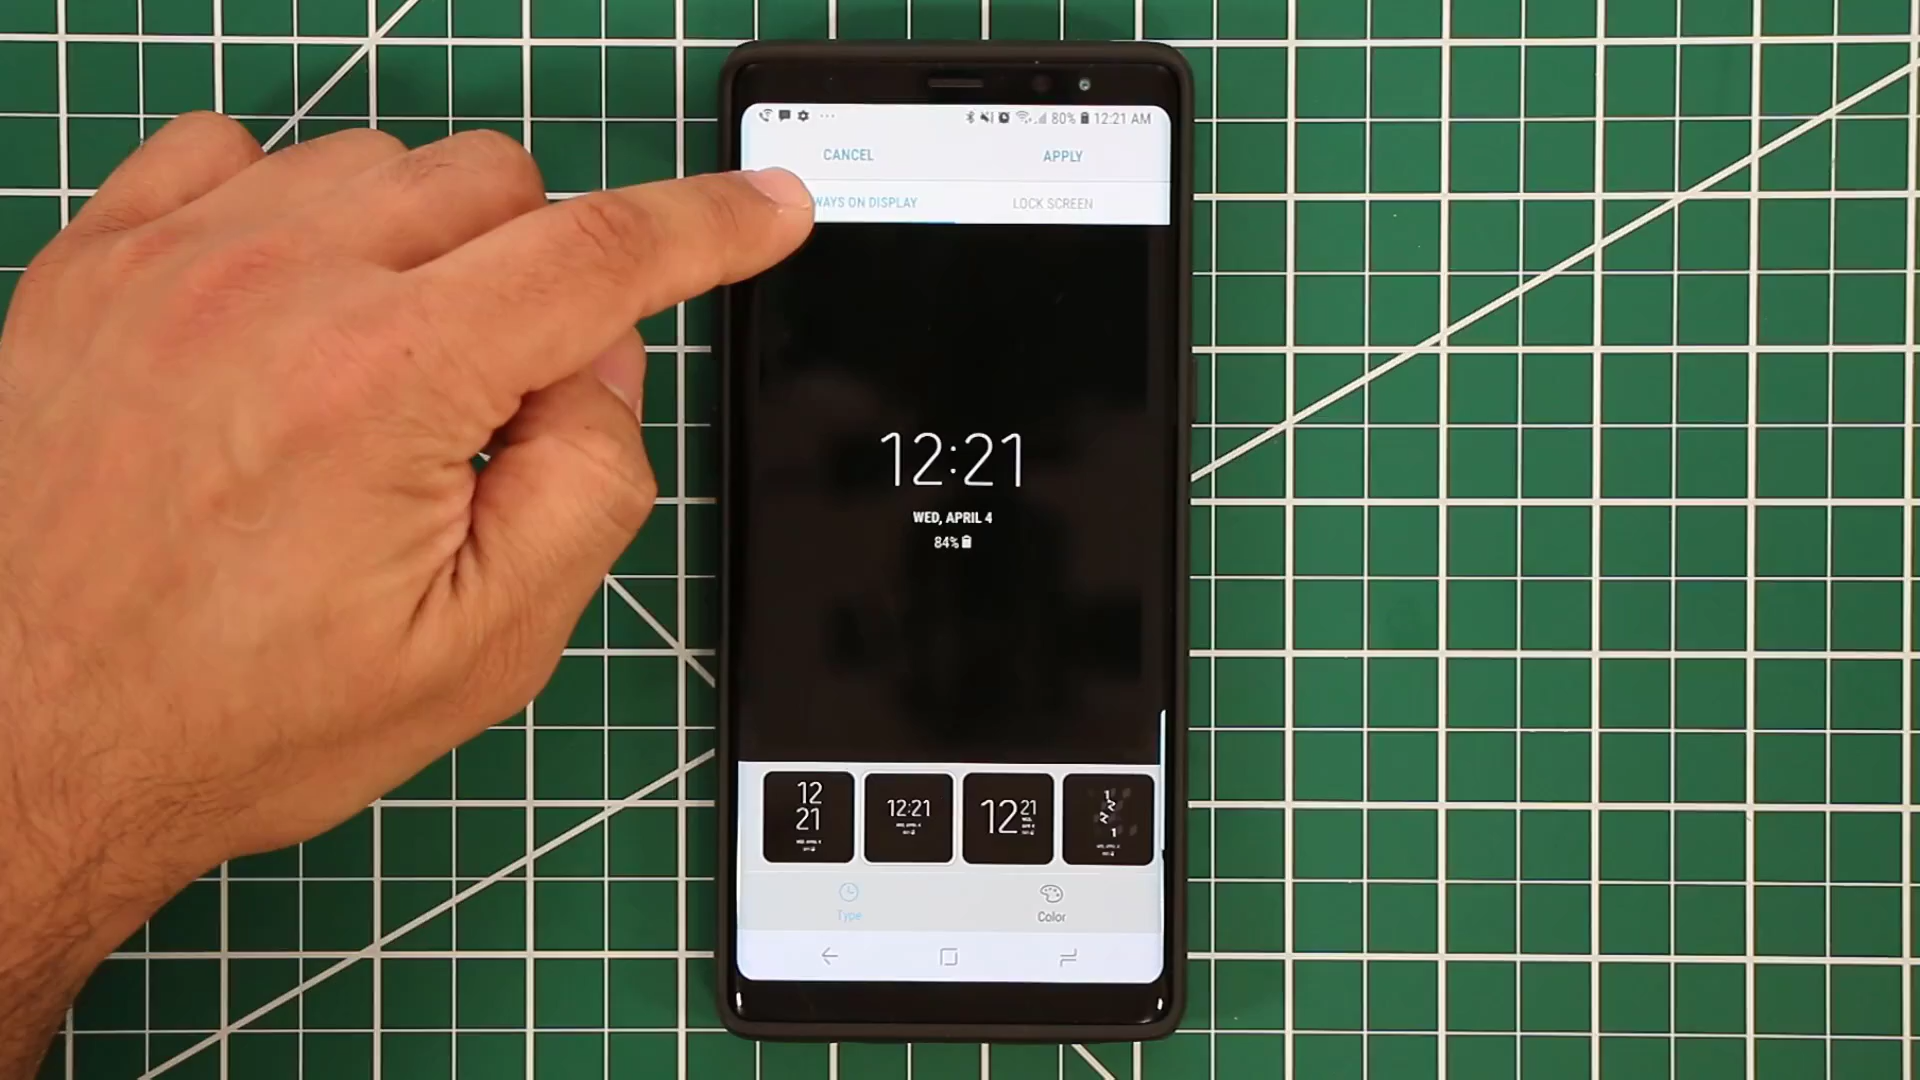 80% 12:21 AM
CANCEL APPLY
WAYS ON DISPLAY LOCK SCREEN
12:21
WED, APRIL 4
84%
12
21
12:21
12 21
Type Color